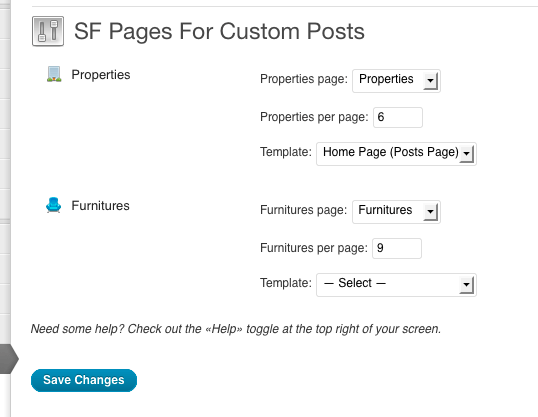 SF Pages For Custom Posts
Properties
Properties page: Properties
Properties per page: 6
Template: Home Page (Posts Page)
Furnitures
Furnitures page: Furnitures
Furnitures per page: 9
Template: — Select —
Need some help? Check out the «Help» toggle at the top right of your screen.
Save Changes